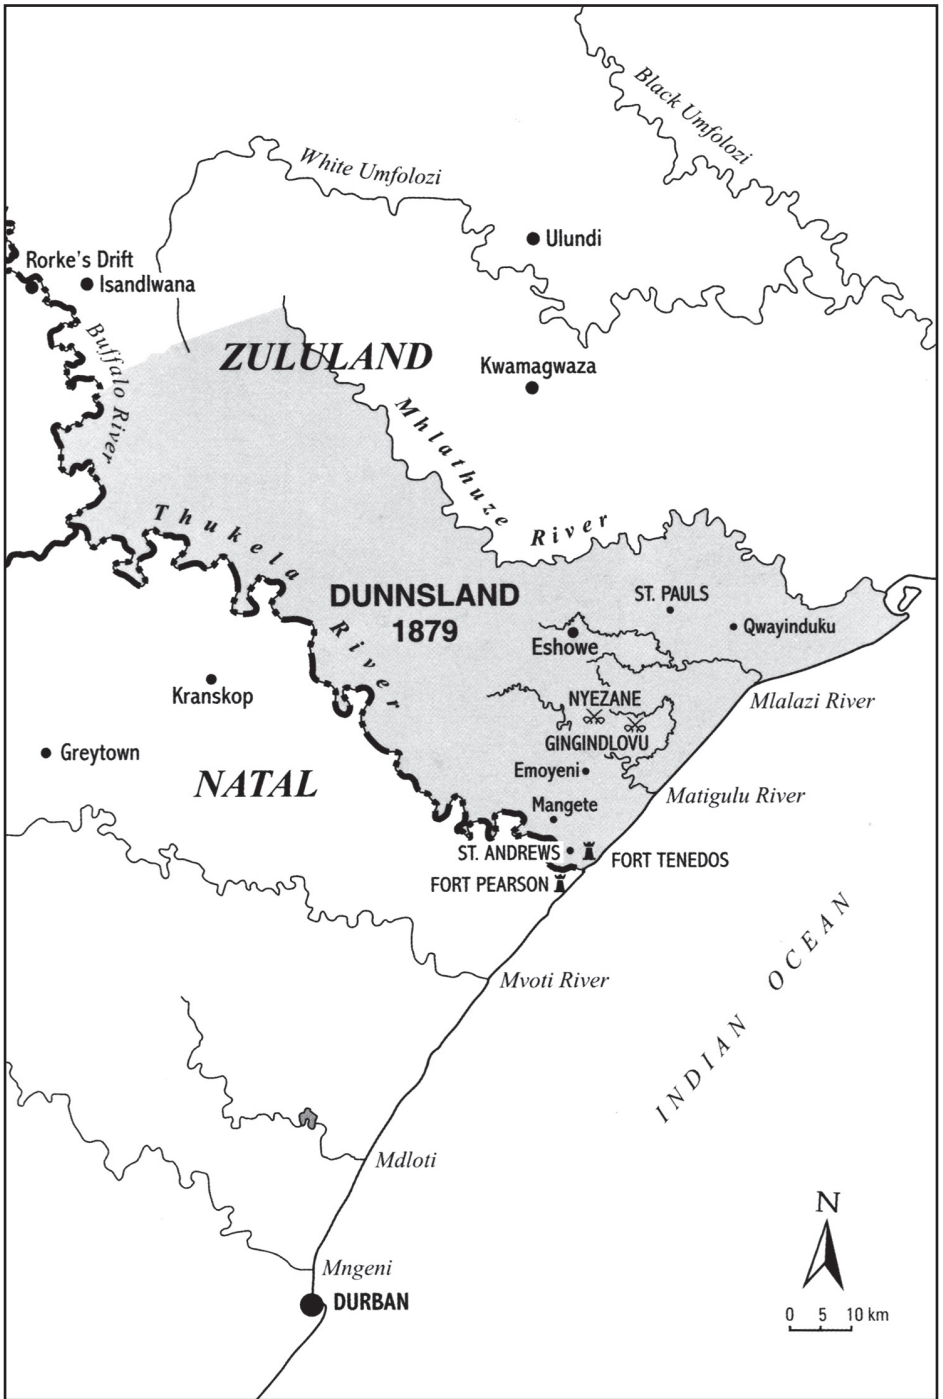 Black Umfolozi
White Umfolozi
Ulundi
Rorke's Drift
Isandlwana
Buffalo River
ZULULAND
Kwamagwaza
Mhlathuze River
Thukela River
DUNNSLAND
1879
ST. PAULS
Qwayinduku
Eshowe
Kranskop
NYEZANE
Mlalazi River
GINGINDLOVU
Greytown
Emoyeni
NATAL
Matigulu River
Mangete
ST. ANDREWS
FORT TENEDOS
FORT PEARSON
INDIAN OCEAN
Mvoti River
Mdloti
N
Mngeni
DURBAN
0 5 10 km